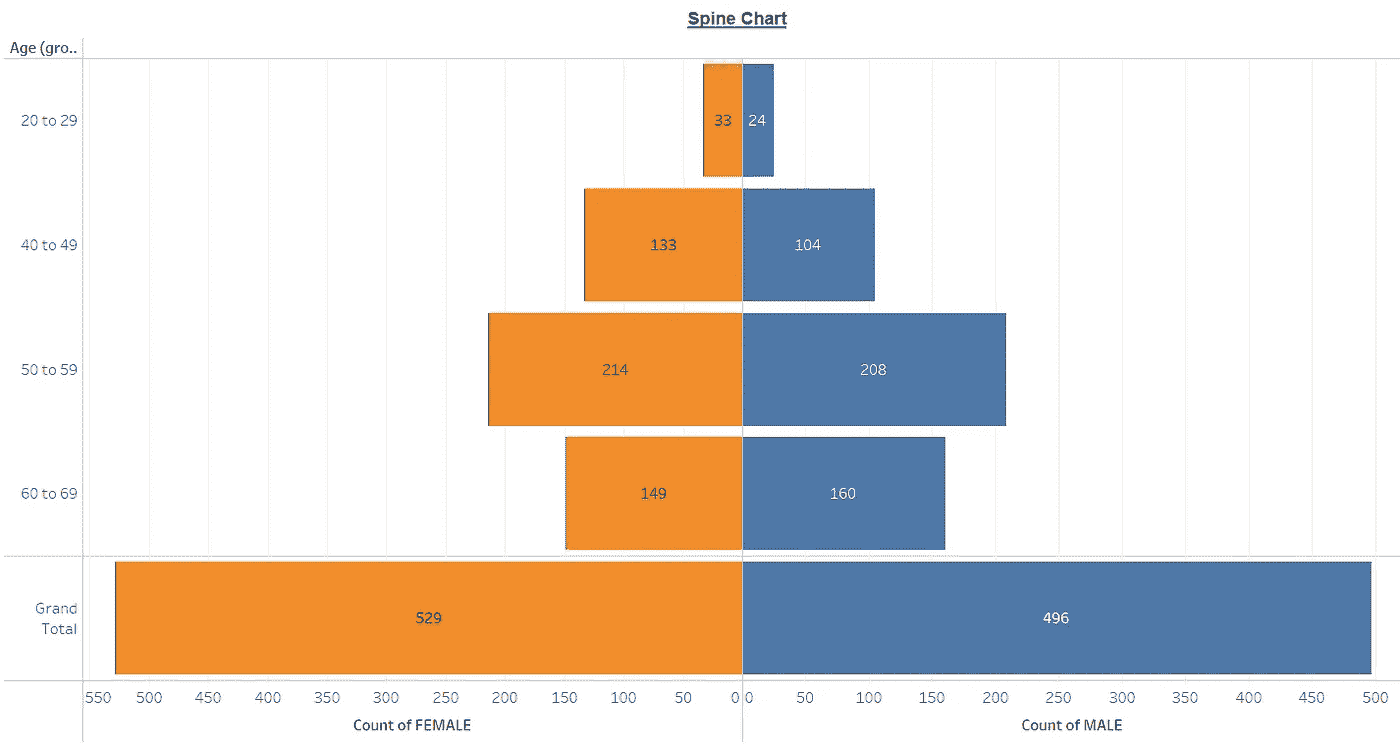 Spine Chart
Age (gro..
20 to 29
33
24
40 to 49
133
104
50 to 59
214
208
60 to 69
149
160
Grand
Total
529
496
550 500 450 400 350 300 250 200 150 100 50 0 0 50 100 150 200 250 300 350 400 450 500
Count of FEMALE
Count of MALE